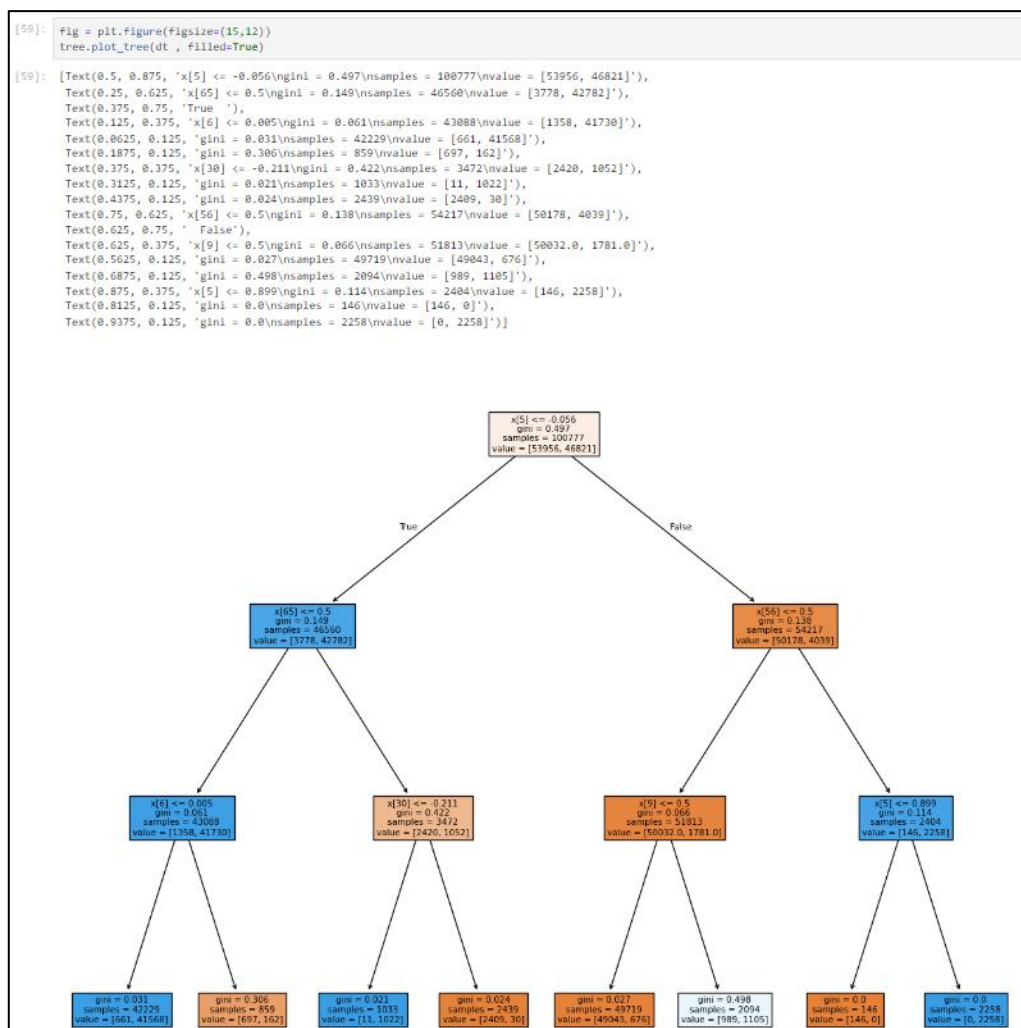 [59]: fig = plt.figure(figsize=(15,12))
tree.plot_tree(dt , filled=True)
[59]: [Text(0.5, 0.875, 'x[5] <= -0.056\ngini = 0.497\nsamples = 100777\nvalue = [53956, 46821]'),
Text(0.25, 0.625, 'x[65] <= 0.5\ngini = 0.149\nsamples = 46560\nvalue = [3778, 42782]'),
Text(0.375, 0.75, 'True  '),
Text(0.125, 0.375, 'x[6] <= 0.005\ngini = 0.061\nsamples = 43088\nvalue = [1358, 41730]'),
Text(0.0625, 0.125, 'gini = 0.031\nsamples = 42229\nvalue = [661, 41568]'),
Text(0.1875, 0.125, 'gini = 0.306\nsamples = 859\nvalue = [697, 162]'),
Text(0.375, 0.375, 'x[30] <= -0.211\ngini = 0.422\nsamples = 3472\nvalue = [2420, 1052]'),
Text(0.3125, 0.125, 'gini = 0.021\nsamples = 1033\nvalue = [11, 1022]'),
Text(0.4375, 0.125, 'gini = 0.024\nsamples = 2439\nvalue = [2409, 30]'),
Text(0.75, 0.625, 'x[56] <= 0.5\ngini = 0.138\nsamples = 54217\nvalue = [50178, 4039]'),
Text(0.625, 0.75, '  False'),
Text(0.625, 0.375, 'x[9] <= 0.5\ngini = 0.066\nsamples = 51813\nvalue = [50032.0, 1781.0]'),
Text(0.5625, 0.125, 'gini = 0.027\nsamples = 49719\nvalue = [49043, 676]'),
Text(0.6875, 0.125, 'gini = 0.498\nsamples = 2094\nvalue = [989, 1105]'),
Text(0.875, 0.375, 'x[5] <= 0.899\ngini = 0.114\nsamples = 2404\nvalue = [146, 2258]'),
Text(0.8125, 0.125, 'gini = 0.0\nsamples = 146\nvalue = [146, 0]'),
Text(0.9375, 0.125, 'gini = 0.0\nsamples = 2258\nvalue = [0, 2258]')]
x[5] <= -0.056
gini = 0.497
samples = 100777
value = [53956, 46821]
True
False
x[65] <= 0.5
gini = 0.149
samples = 46560
value = [3778, 42782]
x[56] <= 0.5
gini = 0.138
samples = 54217
value = [50178, 4039]
x[6] <= 0.005
gini = 0.061
samples = 43088
value = [1358, 41730]
x[30] <= -0.211
gini = 0.422
samples = 3472
value = [2420, 1052]
x[9] <= 0.5
gini = 0.066
samples = 51813
value = [50032.0, 1781.0]
x[5] <= 0.899
gini = 0.114
samples = 2404
value = [146, 2258]
gini = 0.031
samples = 42229
value = [661, 41568]
gini = 0.306
samples = 859
value = [697, 162]
gini = 0.021
samples = 1033
value = [11, 1022]
gini = 0.024
samples = 2439
value = [2409, 30]
gini = 0.027
samples = 49719
value = [49043, 676]
gini = 0.498
samples = 2094
value = [989, 1105]
gini = 0.0
samples = 146
value = [146, 0]
gini = 0.0
samples = 2258
value = [0, 2258]